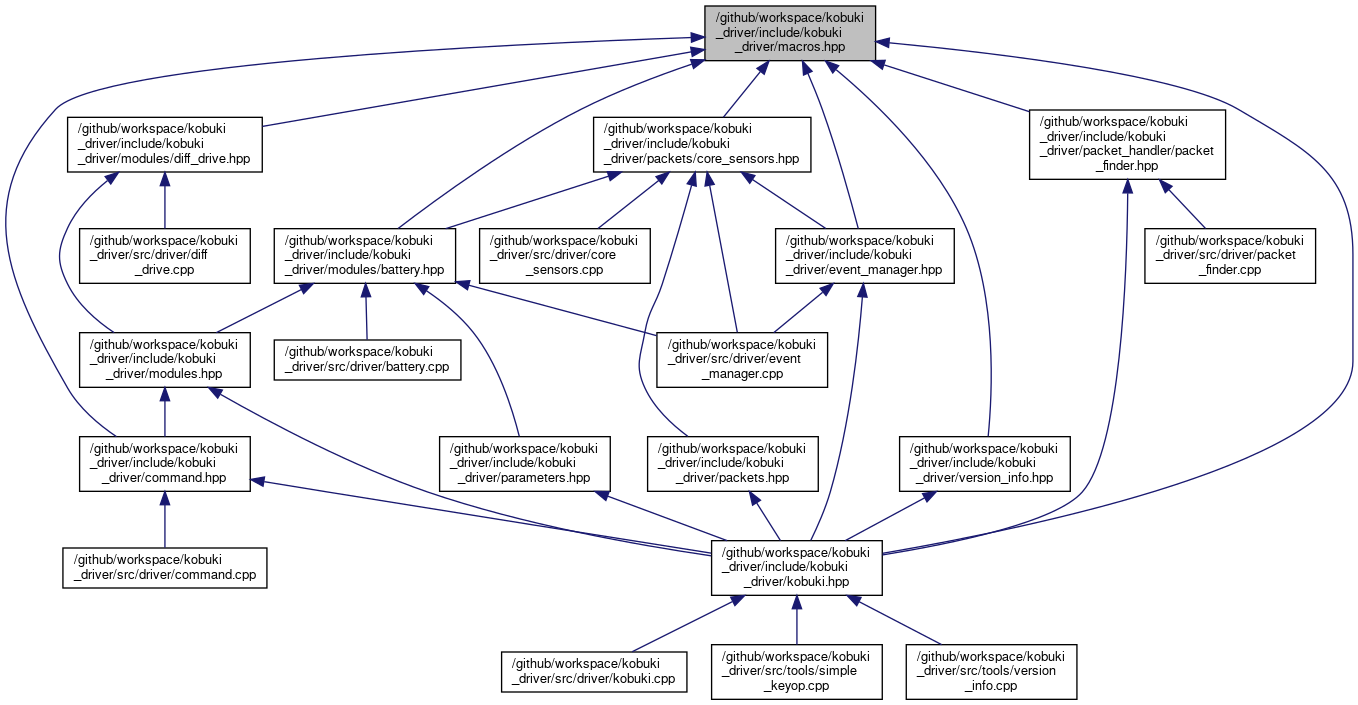 /github/workspace/kobuki
_driver/include/kobuki
_driver/macros.hpp
/github/workspace/kobuki
_driver/include/kobuki
_driver/modules/diff_drive.hpp
/github/workspace/kobuki
_driver/include/kobuki
_driver/packets/core_sensors.hpp
/github/workspace/kobuki
_driver/include/kobuki
_driver/packet_handler/packet
_finder.hpp
/github/workspace/kobuki
_driver/src/driver/diff
_drive.cpp
/github/workspace/kobuki
_driver/include/kobuki
_driver/modules/battery.hpp
/github/workspace/kobuki
_driver/src/driver/core
_sensors.cpp
/github/workspace/kobuki
_driver/include/kobuki
_driver/event_manager.hpp
/github/workspace/kobuki
_driver/src/driver/packet
_finder.cpp
/github/workspace/kobuki
_driver/include/kobuki
_driver/modules.hpp
/github/workspace/kobuki
_driver/src/driver/battery.cpp
/github/workspace/kobuki
_driver/src/driver/event
_manager.cpp
/github/workspace/kobuki
_driver/include/kobuki
_driver/command.hpp
/github/workspace/kobuki
_driver/include/kobuki
_driver/parameters.hpp
/github/workspace/kobuki
_driver/include/kobuki
_driver/packets.hpp
/github/workspace/kobuki
_driver/include/kobuki
_driver/version_info.hpp
/github/workspace/kobuki
_driver/src/driver/command.cpp
/github/workspace/kobuki
_driver/include/kobuki
_driver/kobuki.hpp
/github/workspace/kobuki
_driver/src/driver/kobuki.cpp
/github/workspace/kobuki
_driver/src/tools/simple
_keyop.cpp
/github/workspace/kobuki
_driver/src/tools/version
_info.cpp